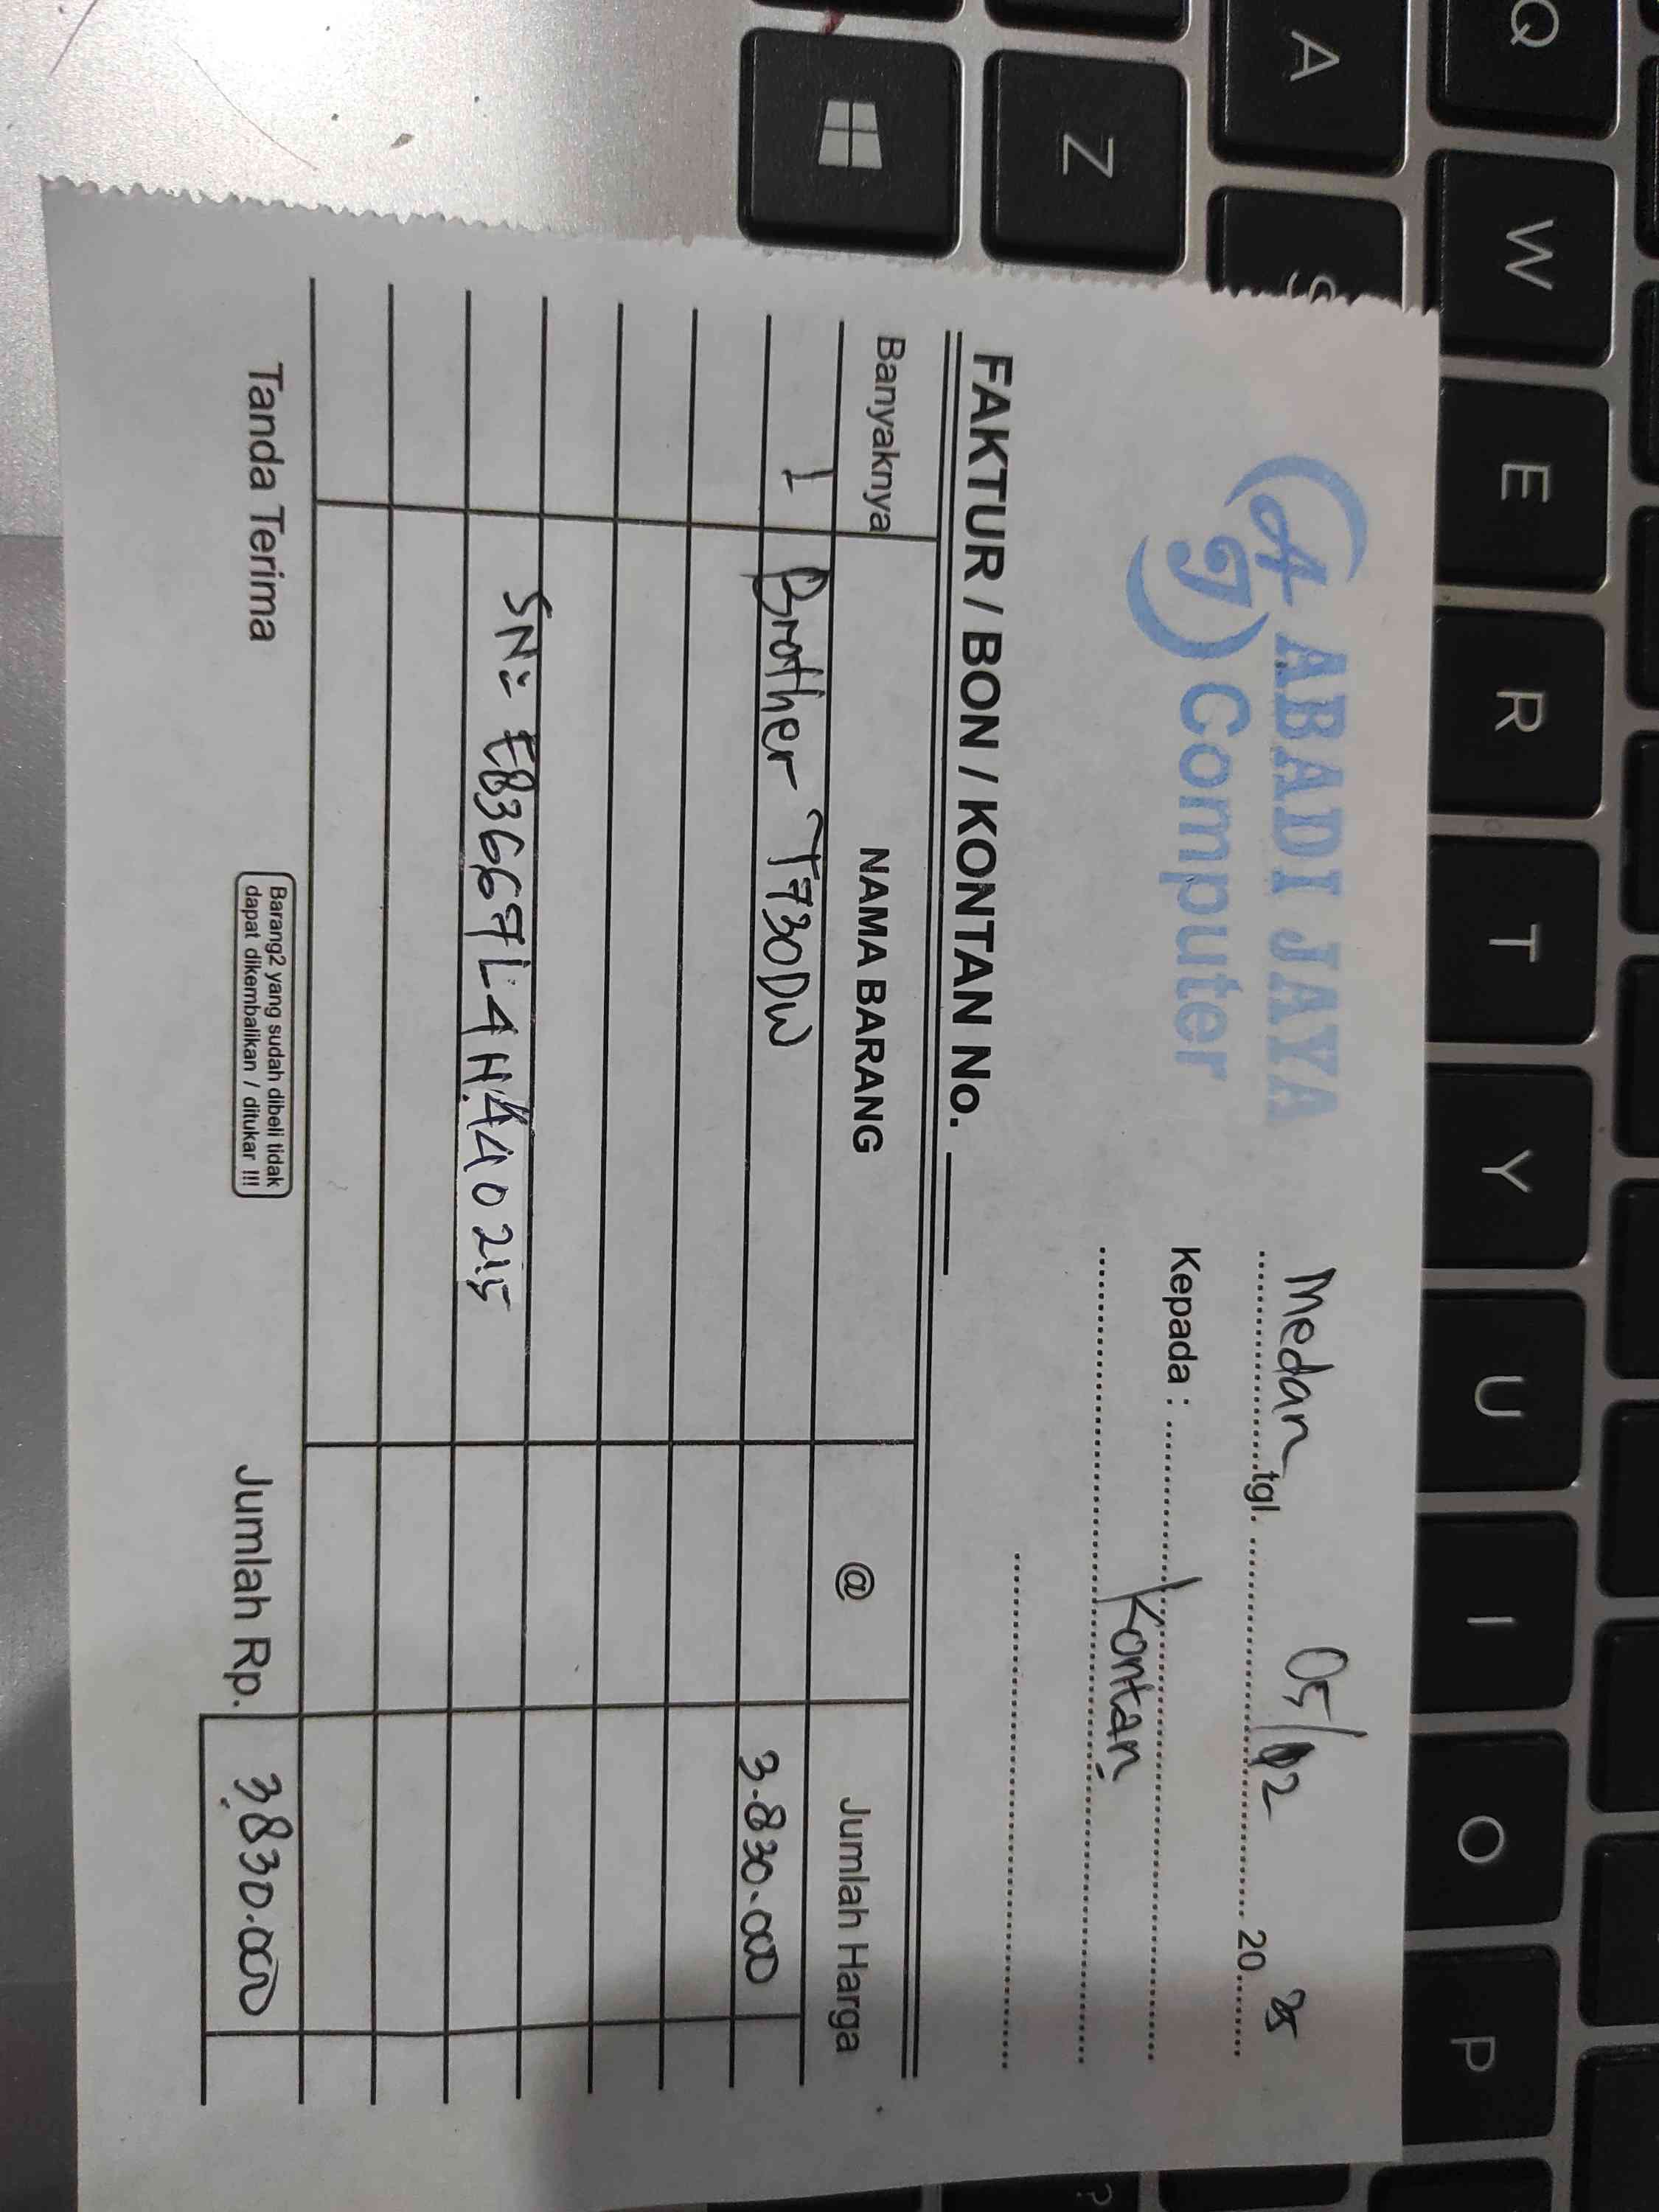 ABADI JAYA
AJ Computer
Medan tgl. 05/02 2025
Kepada : Kontan
FAKTUR / BON / KONTAN No.
Banyaknya NAMA BARANG @ Jumlah Harga
1 Brother T730DW 3.830.000
SN: E83667L4H440215
Tanda Terima
Barang2 yang sudah dibeli tidak
dapat dikembalikan / ditukar !!!
Jumlah Rp. 3.830.000
Q W E R T Y U I O P
A S
Z
?